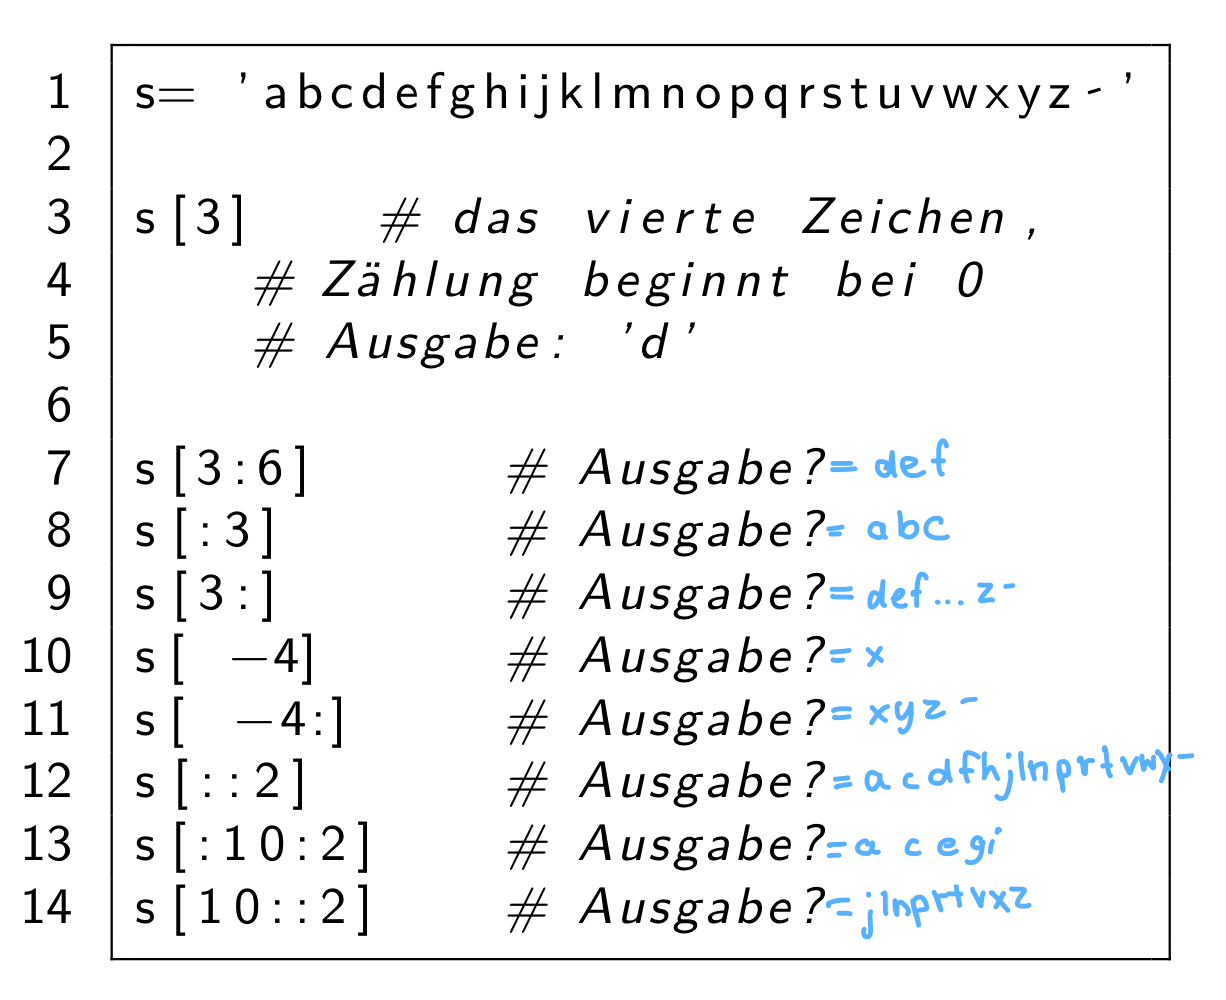 1 s= 'abcdefghijklmnopqrstuvwxyz-'
2
3 s[3] # das vierte Zeichen,
4 # Zählung beginnt bei 0
5 # Ausgabe: 'd'
6
7 s[3:6] # Ausgabe?= def
8 s[:3] # Ausgabe?= abc
9 s[3:] # Ausgabe?= def...z-
10 s[ −4] # Ausgabe?= x
11 s[ −4:] # Ausgabe?= xyz-
12 s[::2] # Ausgabe?= acdfhjlnprtvwy-
13 s[:10:2] # Ausgabe?= a c egi
14 s[10::2] # Ausgabe?= jlnprtvxz